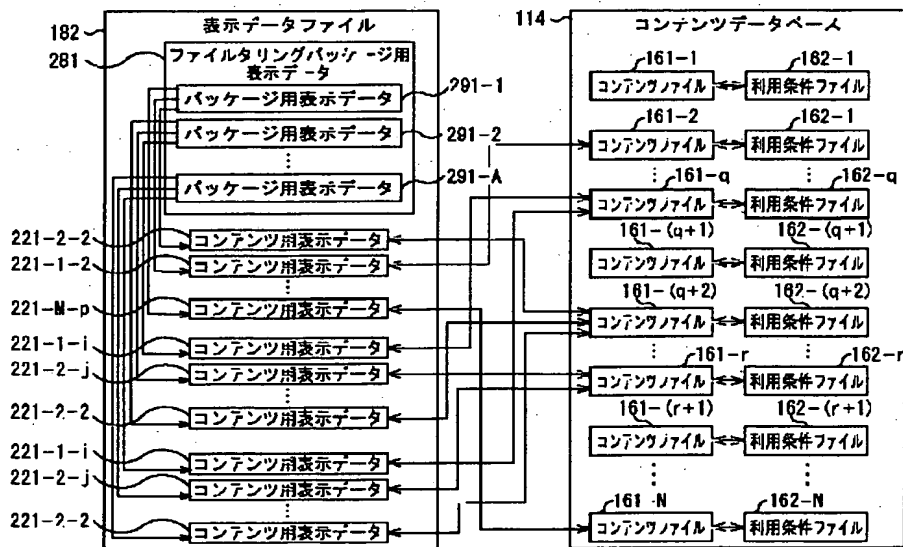 182
表示データファイル
281
ファイルタリングパッケージ用
表示データ
パッケージ用表示データ
291-1
パッケージ用表示データ
291-2
パッケージ用表示データ
291-A
221-2-2
コンテンツ用表示データ
221-1-2
コンテンツ用表示データ
221-N-p
コンテンツ用表示データ
221-1-i
コンテンツ用表示データ
221-2-j
コンテンツ用表示データ
221-2-2
コンテンツ用表示データ
221-1-i
コンテンツ用表示データ
221-2-j
コンテンツ用表示データ
221-2-2
コンテンツ用表示データ
114
コンテンツデータベース
161-1 162-1
コンテンツファイル 利用条件ファイル
161-2 162-1
コンテンツファイル 利用条件ファイル
161-q 162-q
コンテンツファイル 利用条件ファイル
161-(q+1) 162-(q+1)
コンテンツファイル 利用条件ファイル
161-(q+2) 162-(q+2)
コンテンツファイル 利用条件ファイル
161-r 162-r
コンテンツファイル 利用条件ファイル
161-(r+1) 162-(r+1)
コンテンツファイル 利用条件ファイル
161-N 162-N
コンテンツファイル 利用条件ファイル